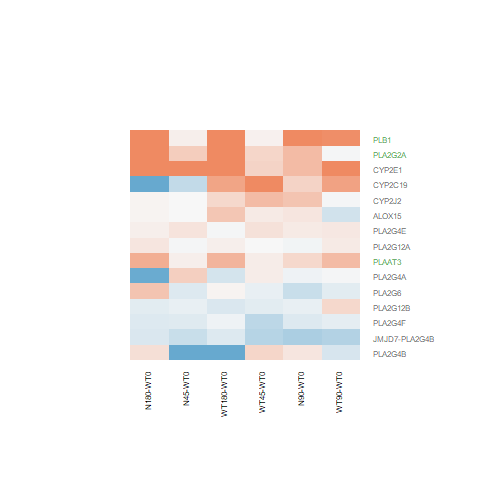 PLB1
PLA2G2A
CYP2E1
CYP2C19
CYP2J2
ALOX15
PLA2G4E
PLA2G12A
PLAAT3
PLA2G4A
PLA2G6
PLA2G12B
PLA2G4F
JMJD7-PLA2G4B
PLA2G4B
N180-WT0
N45-WT0
WT180-WT0
WT45-WT0
N90-WT0
WT90-WT0